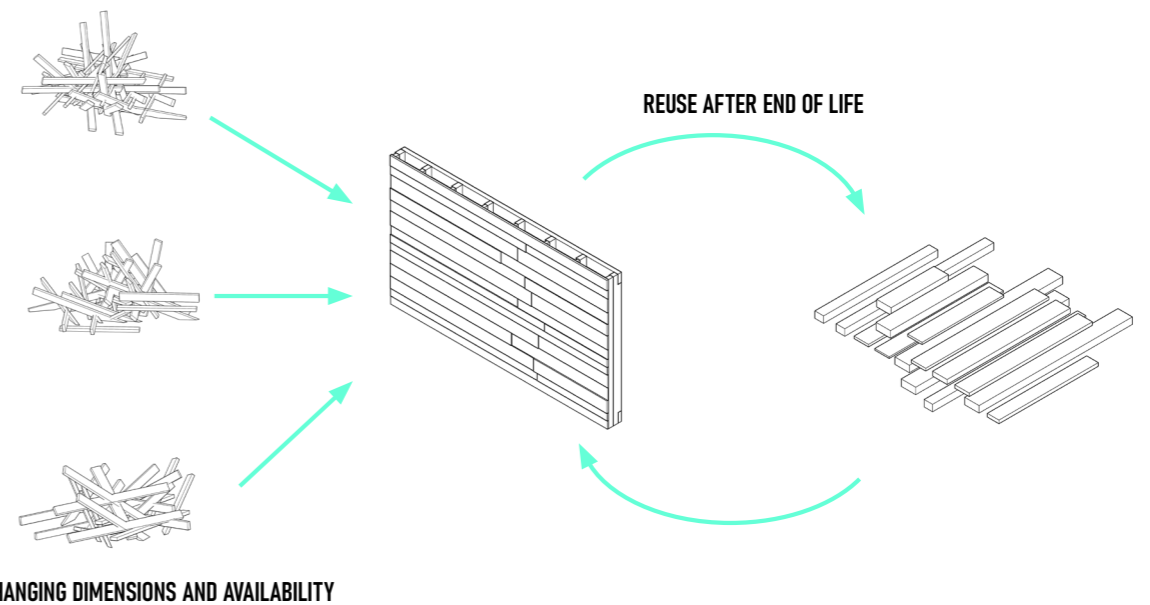 REUSE AFTER END OF LIFE
HANGING DIMENSIONS AND AVAILABILITY